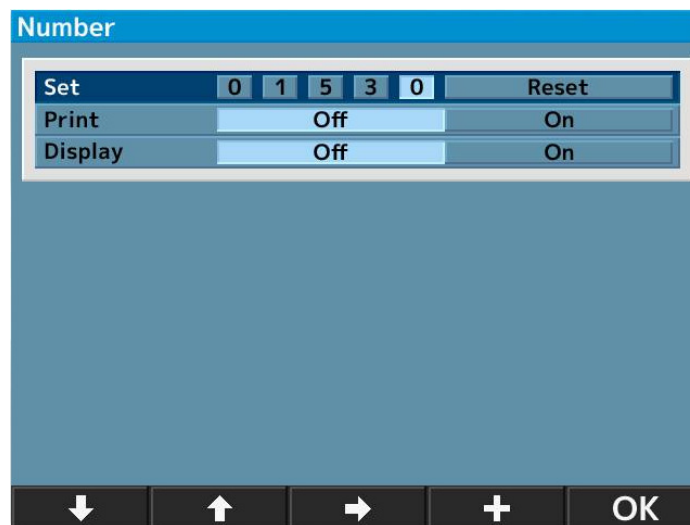 Number
Set 0 1 5 3 0 Reset
Print Off On
Display Off On
OK